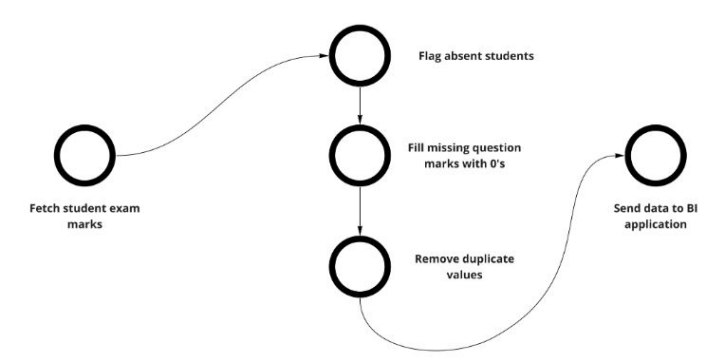 Flag absent students
Fill missing question
marks with 0's
Fetch student exam
marks
Send data to BI
application
Remove duplicate
values